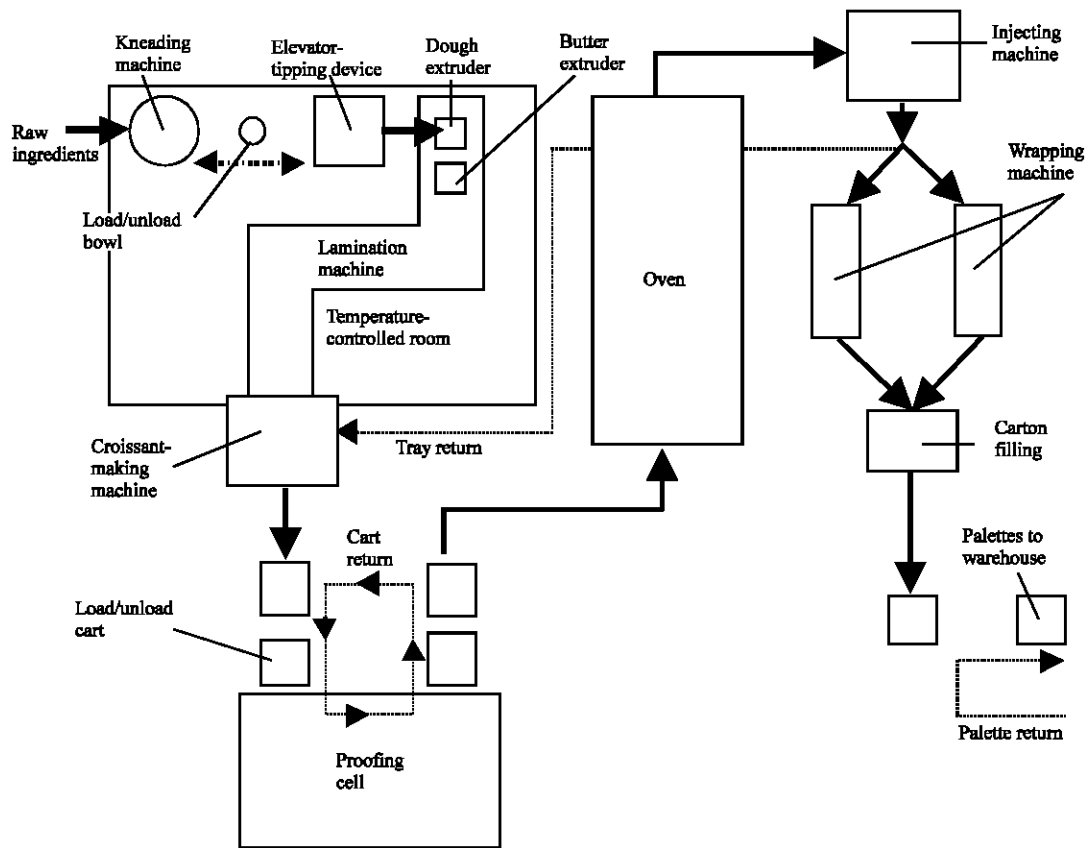 Kneading
machine
Elevator-
tipping device
Dough
extruder
Butter
extruder
Injecting
machine
Raw
ingredients
Load/unload
bowl
Lamination
machine
Temperature-
controlled room
Wrapping
machine
Oven
Croissant-
making
machine
Tray return
Carton
filling
Cart
return
Palettes to
warehouse
Load/unload
cart
Palette return
Proofing
cell